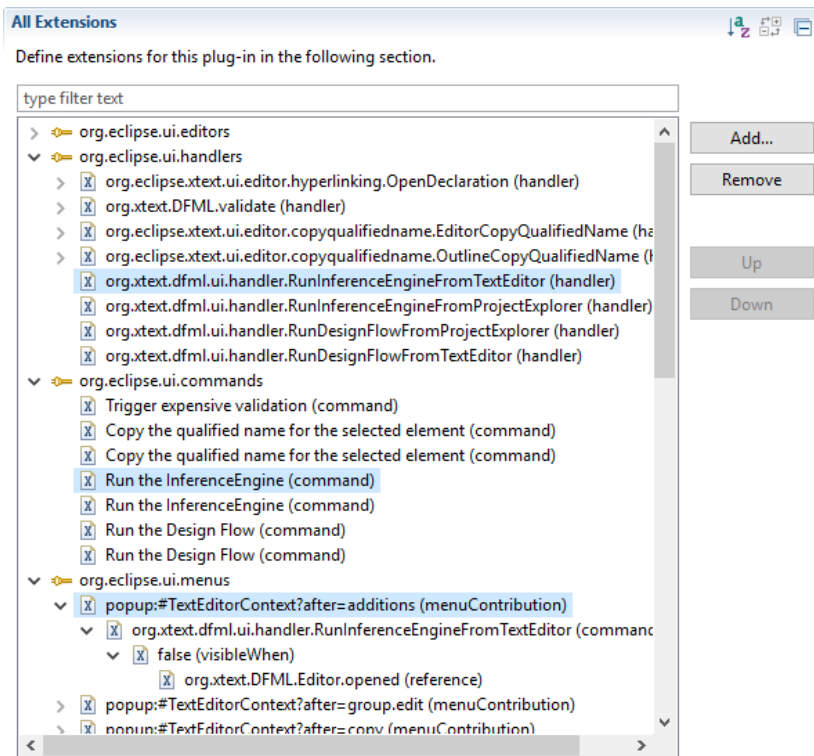 All Extensions
Define extensions for this plug-in in the following section.
type filter text
org.eclipse.ui.editors
Add...
org.eclipse.ui.handlers
org.eclipse.xtext.ui.editor.hyperlinking.OpenDeclaration (handler)
Remove
org.xtext.DFML.validate (handler)
org.eclipse.xtext.ui.editor.copyqualifiedname.EditorCopyQualifiedName (ha
org.eclipse.xtext.ui.editor.copyqualifiedname.OutlineCopyQualifiedName (h
Up
org.xtext.dfml.ui.handler.RunInferenceEngineFromTextEditor (handler)
org.xtext.dfml.ui.handler.RunInferenceEngineFromProjectExplorer (handler)
Down
org.xtext.dfml.ui.handler.RunDesignFlowFromProjectExplorer (handler)
org.xtext.dfml.ui.handler.RunDesignFlowFromTextEditor (handler)
org.eclipse.ui.commands
Trigger expensive validation (command)
Copy the qualified name for the selected element (command)
Copy the qualified name for the selected element (command)
Run the InferenceEngine (command)
Run the InferenceEngine (command)
Run the Design Flow (command)
Run the Design Flow (command)
org.eclipse.ui.menus
popup:#TextEditorContext?after=additions (menuContribution)
org.xtext.dfml.ui.handler.RunInferenceEngineFromTextEditor (command
false (visibleWhen)
org.xtext.DFML.Editor.opened (reference)
popup:#TextEditorContext?after=group.edit (menuContribution)
popup:#TextEditorContext?after=copy (menuContribution)